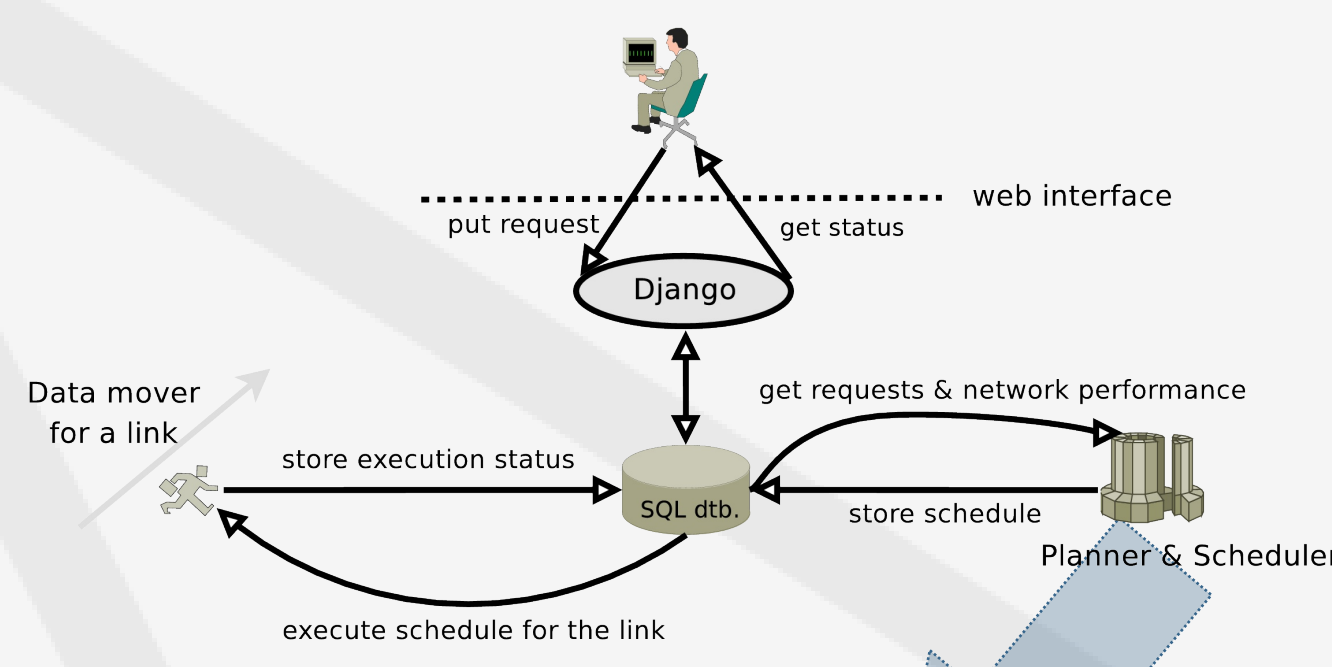 web interface
put request
get status
Django
Data mover
for a link
get requests & network performance
store execution status
SQL dtb.
store schedule
Planner & Scheduler
execute schedule for the link